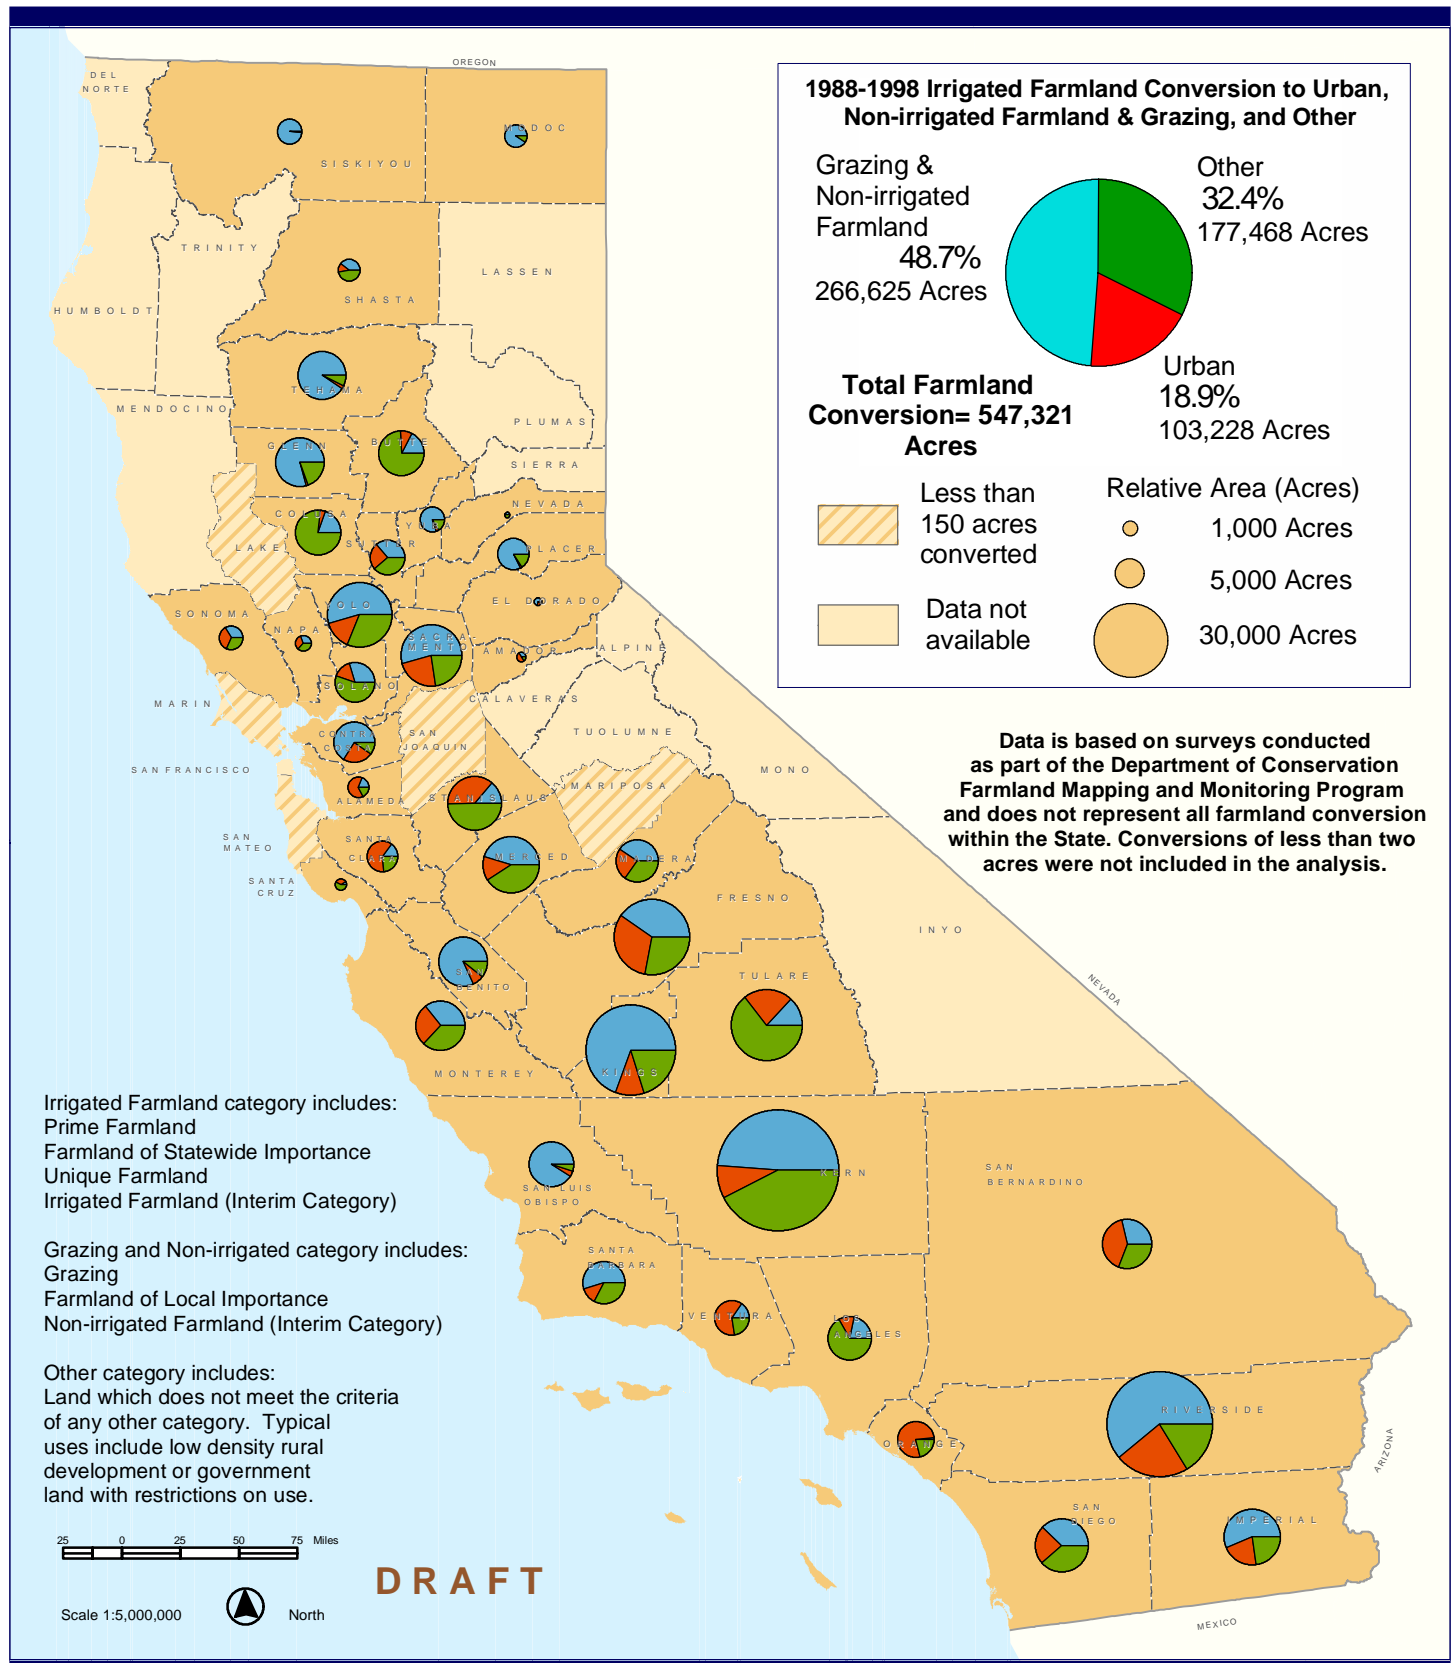 OREGON
DEL
NORTE
MODOC
SISKIYOU
TRINITY
LASSEN
SHASTA
HUMBOLDT
TEHAMA
MENDOCINO
PLUMAS
GLENN
BUTTE
SIERRA
NEVADA
COLUSA
YUBA
LAKE
SUTTER
PLACER
YOLO
EL DORADO
SONOMA
NAPA
SACRA
MENTO
AMADOR
ALPINE
SOLANO
CALAVERAS
MARIN
CONTRA
COSTA
SAN
JOAQUIN
TUOLUMNE
SAN FRANCISCO
MONO
ALAMEDA
STANISLAUS
MARIPOSA
SAN
MATEO
SANTA
CLARA
MERCED
MADERA
SANTA
CRUZ
FRESNO
INYO
SAN
BENITO
TULARE
NEVADA
MONTEREY
KINGS
SAN LUIS
OBISPO
KERN
SAN
BERNARDINO
SANTA
BARBARA
VENTURA
LOS
ANGELES
RIVERSIDE
ORANGE
ARIZONA
SAN
DIEGO
IMPERIAL
MEXICO
1988-1998 Irrigated Farmland Conversion to Urban,
Non-irrigated Farmland & Grazing, and Other
Grazing &
Non-irrigated
Farmland
48.7%
266,625 Acres
Other
32.4%
177,468 Acres
Urban
18.9%
103,228 Acres
Total Farmland
Conversion= 547,321
Acres
Less than
150 acres
converted
Data not
available
Relative Area (Acres)
1,000 Acres
5,000 Acres
30,000 Acres
Data is based on surveys conducted
as part of the Department of Conservation
Farmland Mapping and Monitoring Program
and does not represent all farmland conversion
within the State. Conversions of less than two
acres were not included in the analysis.
Irrigated Farmland category includes:
Prime Farmland
Farmland of Statewide Importance
Unique Farmland
Irrigated Farmland (Interim Category)
Grazing and Non-irrigated category includes:
Grazing
Farmland of Local Importance
Non-irrigated Farmland (Interim Category)
Other category includes:
Land which does not meet the criteria
of any other category. Typical
uses include low density rural
development or government
land with restrictions on use.
25 0 25 50 75 Miles
DRAFT
Scale 1:5,000,000
North